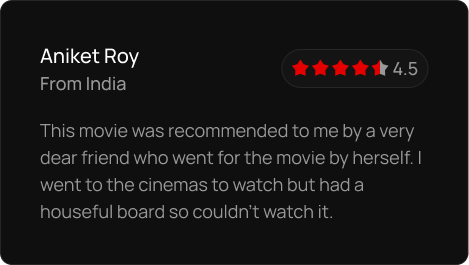 Aniket Roy
From India
4.5
This movie was recommended to me by a very
dear friend who went for the movie by herself. I
went to the cinemas to watch but had a
houseful board so couldn't watch it.